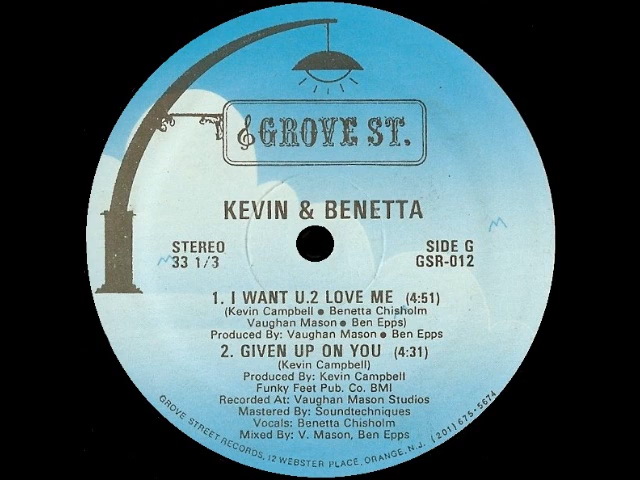 GROVE ST.
KEVIN & BENETTA
STEREO
33 1/3
SIDE G
GSR-012
1. I WANT U.2 LOVE ME (4:51)
(Kevin Campbell ● Benetta Chisholm
Vaughan Mason ● Ben Epps)
Produced By: Vaughan Mason ● Ben Epps
2. GIVEN UP ON YOU (4:31)
(Kevin Campbell)
Produced By: Kevin Campbell
Funky Feet Pub. Co. BMI
Recorded At: Vaughan Mason Studios
Mastered By: Soundtechniques
Vocals: Benetta Chisholm
Mixed By: V. Mason, Ben Epps
GROVE STREET RECORDS, 12 WEBSTER PLACE, ORANGE, N.J. (201) 675-5674